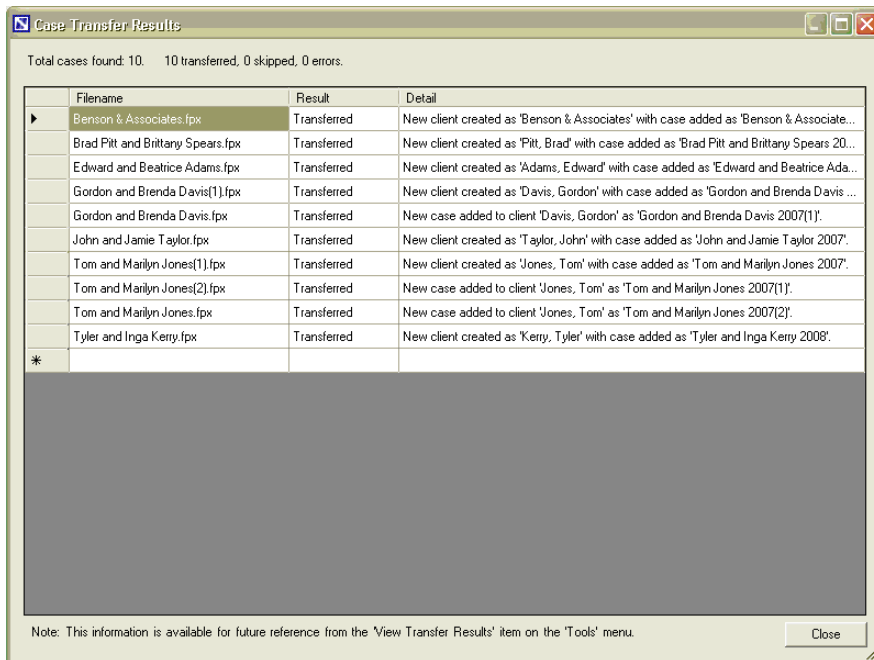 Case Transfer Results
Total cases found: 10. 10 transferred, 0 skipped, 0 errors.
Filename Result Detail
Benson & Associates.fpx Transferred New client created as 'Benson & Associates' with case added as 'Benson & Associate...
Brad Pitt and Brittany Spears.fpx Transferred New client created as 'Pitt, Brad' with case added as 'Brad Pitt and Brittany Spears 20...
Edward and Beatrice Adams.fpx Transferred New client created as 'Adams, Edward' with case added as 'Edward and Beatrice Ada...
Gordon and Brenda Davis(1).fpx Transferred New client created as 'Davis, Gordon' with case added as 'Gordon and Brenda Davis ...
Gordon and Brenda Davis.fpx Transferred New case added to client 'Davis, Gordon' as 'Gordon and Brenda Davis 2007(1)'.
John and Jamie Taylor.fpx Transferred New client created as 'Taylor, John' with case added as 'John and Jamie Taylor 2007'.
Tom and Marilyn Jones(1).fpx Transferred New client created as 'Jones, Tom' with case added as 'Tom and Marilyn Jones 2007'.
Tom and Marilyn Jones(2).fpx Transferred New case added to client 'Jones, Tom' as 'Tom and Marilyn Jones 2007(1)'.
Tom and Marilyn Jones.fpx Transferred New case added to client 'Jones, Tom' as 'Tom and Marilyn Jones 2007(2)'.
Tyler and Inga Kerry.fpx Transferred New client created as 'Kerry, Tyler' with case added as 'Tyler and Inga Kerry 2008'.
Note: This information is available for future reference from the 'View Transfer Results' item on the 'Tools' menu.
Close